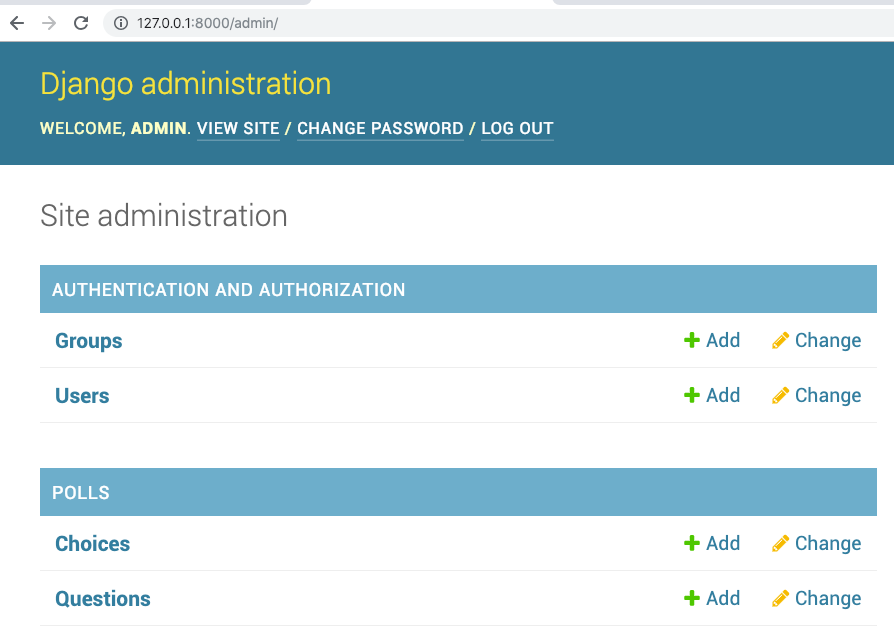 127.0.0.1:8000/admin/
Django administration
WELCOME, ADMIN. VIEW SITE / CHANGE PASSWORD / LOG OUT
Site administration
AUTHENTICATION AND AUTHORIZATION
Groups Add Change
Users Add Change
POLLS
Choices Add Change
Questions Add Change